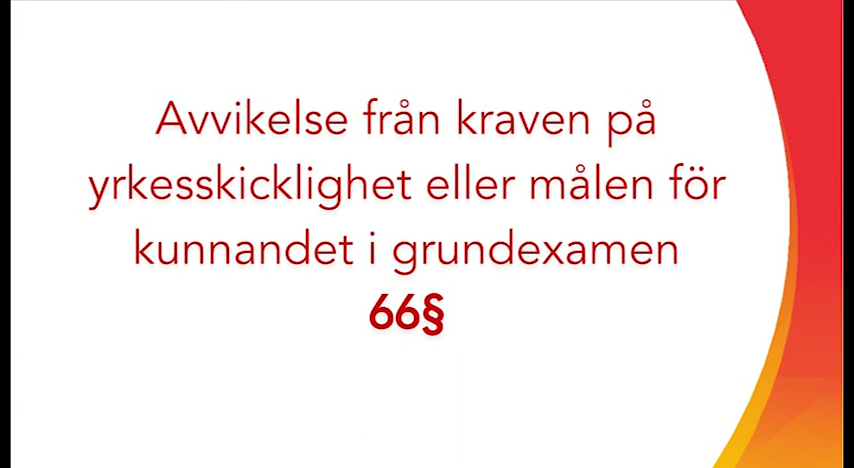 Avvikelse från kraven på
yrkesskicklighet eller målen för
kunnandet i grundexamen
66§